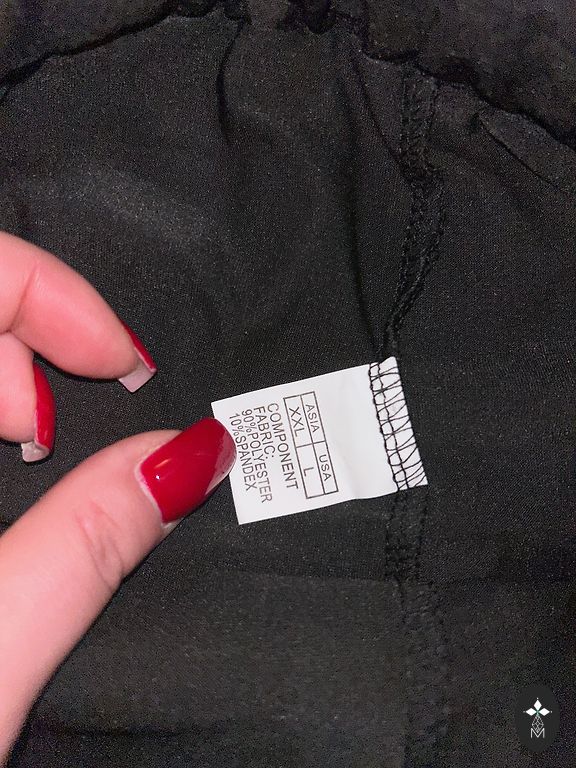 ASIA USA
XXL L
COMPONENT
FABRIC:
90%POLYESTER
10%SPANDEX
M